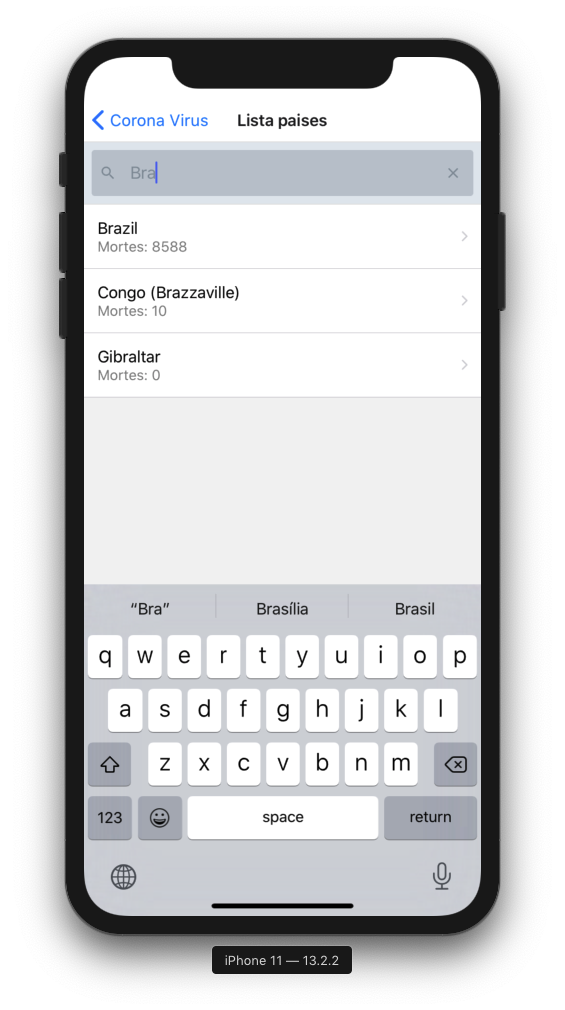 Corona Virus Lista paises
Bra
Brazil
Mortes: 8588
Congo (Brazzaville)
Mortes: 10
Gibraltar
Mortes: 0
“Bra” Brasília Brasil
q w e r t y u i o p
a s d f g h j k l
z x c v b n m
123 space return
iPhone 11 — 13.2.2